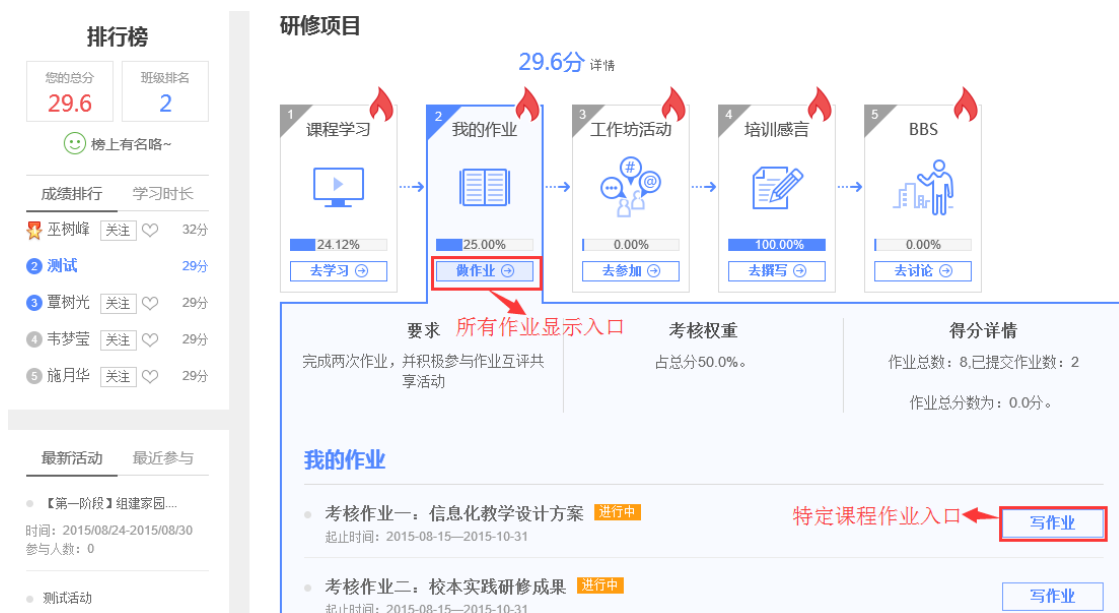 排行榜
您的总分
班级排名
29.6
2
榜上有名咯~
成绩排行
学习时长
巫树峰 关注 32分
2 测试 29分
3 覃树光 关注 29分
4 韦梦莹 关注 29分
5 施月华 关注 29分
最新活动
最近参与
【第一阶段】组建家园....
时间：2015/08/24-2015/08/30
参与人数：0
测试活动
研修项目
29.6分 详情
1
课程学习
24.12%
去学习
2
我的作业
25.00%
做作业
3
工作坊活动
#
@
0.00%
去参加
4
培训感言
100.00%
去撰写
5
BBS
0.00%
去讨论
所有作业显示入口
要求
完成两次作业，并积极参与作业互评共
享活动
考核权重
占总分50.0%。
得分详情
作业总数：8,已提交作业数：2
作业总分数为：0.0分。
我的作业
考核作业一：信息化教学设计方案 进行中
起止时间：2015-08-15—2015-10-31
特定课程作业入口
写作业
考核作业二：校本实践研修成果 进行中
起止时间：2015-08-15—2015-10-31
写作业